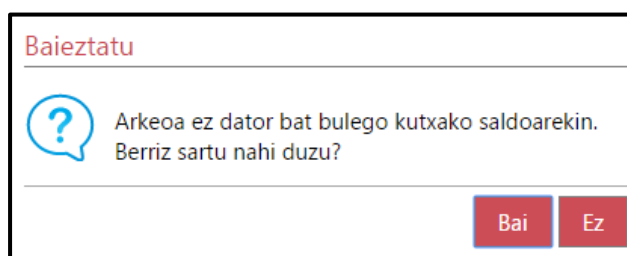 Baieztatu
Arkeoa ez dator bat bulego kutxako saldoarekin.
Berriz sartu nahi duzu?
Bai Ez